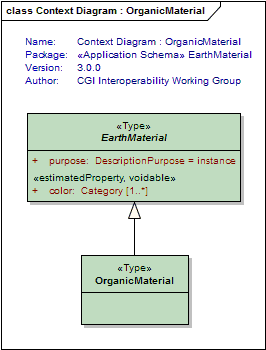 class Context Diagram : OrganicMaterial
Name: Context Diagram : OrganicMaterial
Package: «Application Schema» EarthMaterial
Version: 3.0.0
Author: CGI Interoperability Working Group
«Type»
EarthMaterial
+ purpose: DescriptionPurpose = instance
«estimatedProperty, voidable»
+ color: Category [1..*]
«Type»
OrganicMaterial